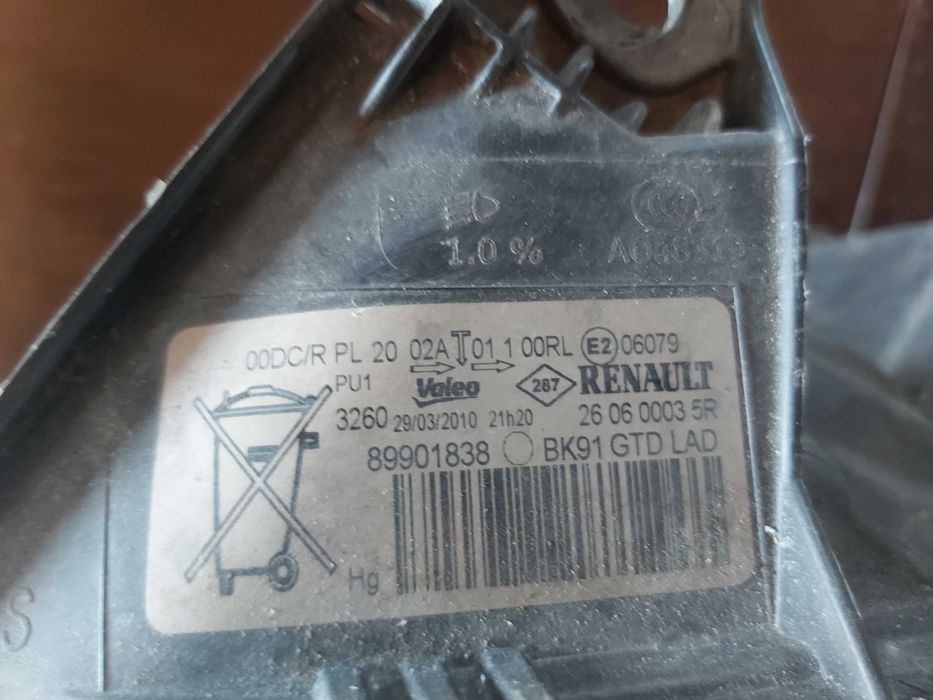 1.0 %
00DC/R PL 20 02A 01 1 00RL E2 06079
PU1 Valeo 287 RENAULT
3260 29/03/2010 21h20 26 06 0003 5R
89901838 BK91 GTD LAD
Hg
S